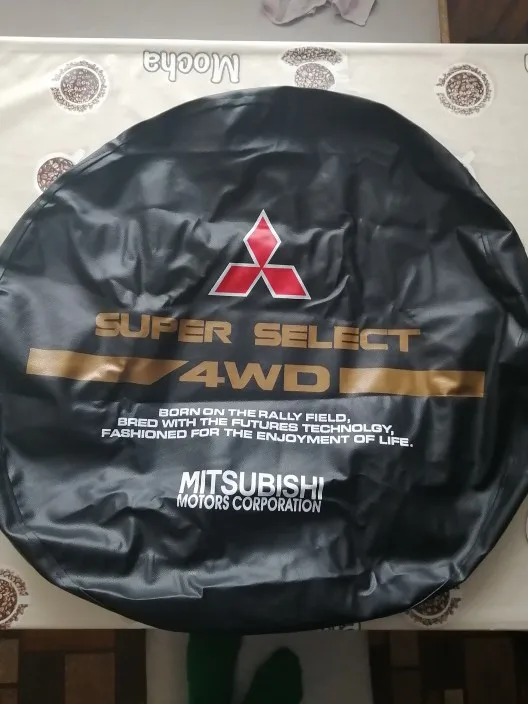 Mocha
SUPER SELECT
4WD
BORN ON THE RALLY FIELD,
BRED WITH THE FUTURES TECHNOLGY,
FASHIONED FOR THE ENJOYMENT OF LIFE.
MITSUBISHI
MOTORS CORPORATION